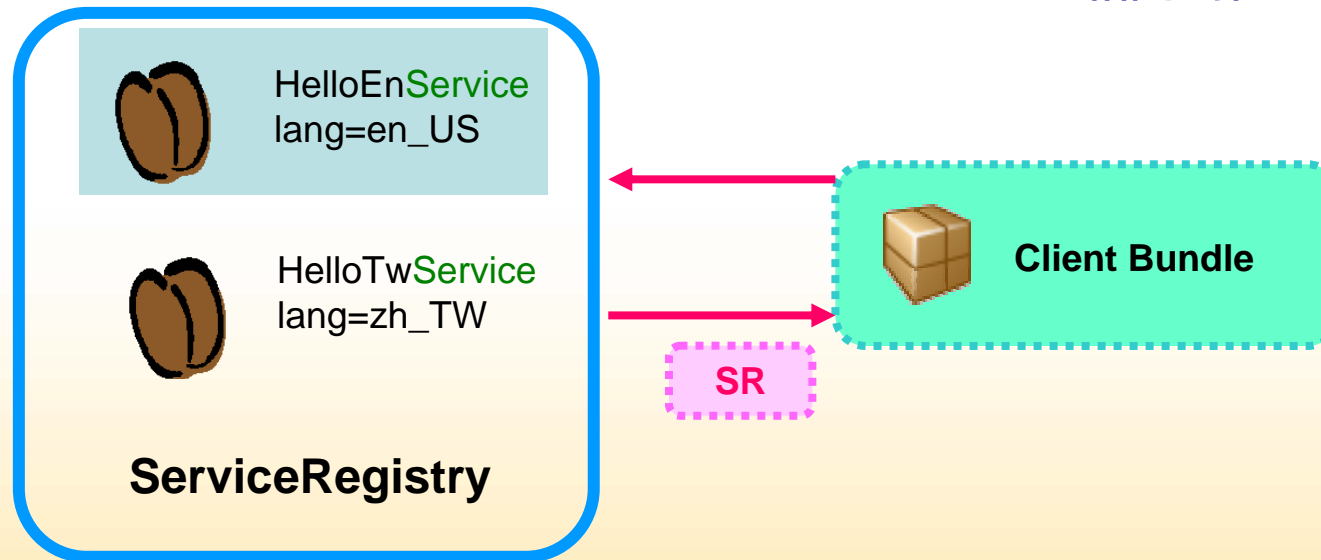 HelloEnService
lang=en_US
HelloTwService
lang=zh_TW
Client Bundle
SR
ServiceRegistry